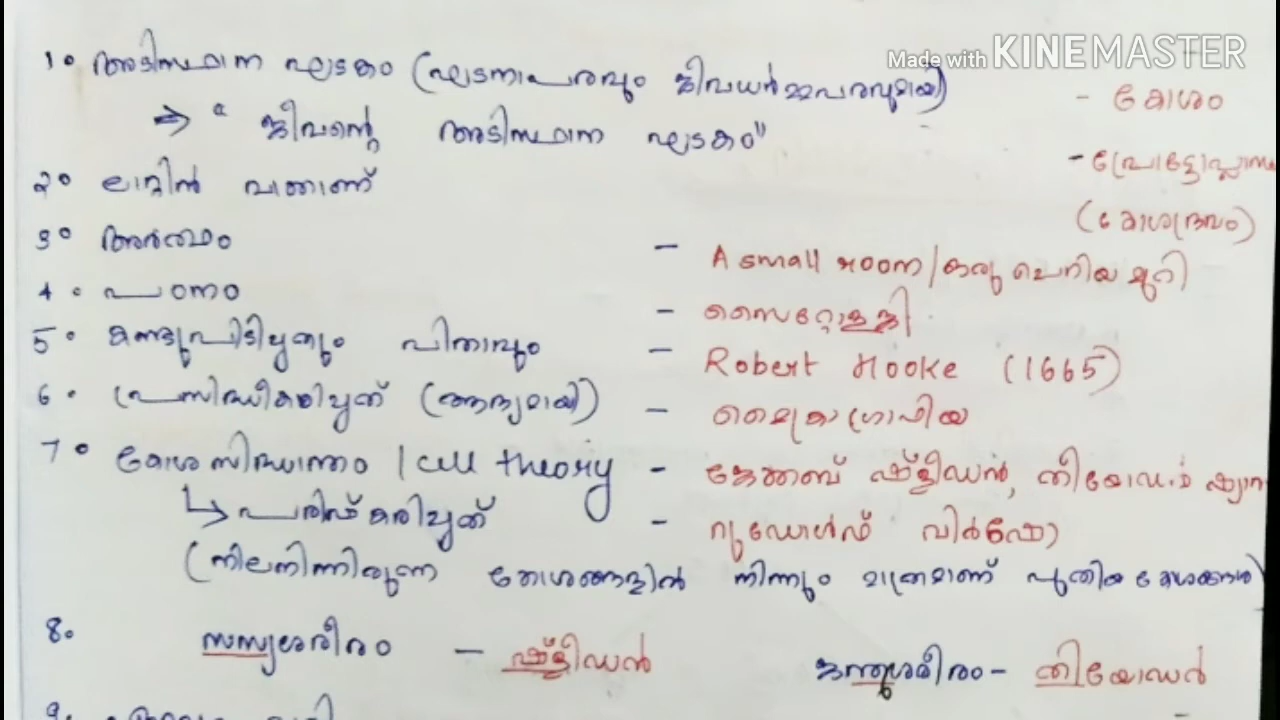 Made with KINEMASTER
1. അടിസ്ഥാന ഘടകം (ഘടനാപരവും ജീവധർമ്മപരവുമായി) - കോശം
→ "ജീവന്റെ അടിസ്ഥാന ഘടകം" - പ്രോട്ടോപ്ലാസം
(കോശദ്രവം)
2. ലാറ്റിൻ വാക്കാണ്
3. അർത്ഥം - A small room / ഒരു ചെറിയ മുറി
4. പഠനം - സൈറ്റോളജി
5. കണ്ടുപിടിച്ചതും പിതാവും - Robert Hooke (1665)
6. പ്രസിദ്ധീകരിച്ചത് (ആദ്യമായി) - മൈക്രോഗ്രാഫിയ
7. കോശസിദ്ധാന്തം / Cell theory - ജേക്കബ് ഷ്ളീഡൻ, തിയോഡർ ഷ്വാൻ
↳ പരിഷ്കരിച്ചത് - റുഡോൾഫ് വിർഷോ
(നിലനിന്നിരുന്ന കോശങ്ങളിൽ നിന്നും മാത്രമാണ് പുതിയ കോശങ്ങൾ)
8. സസ്യശരീരം - ഷ്ളീഡൻ ജന്തുശരീരം - തിയോഡർ
9.